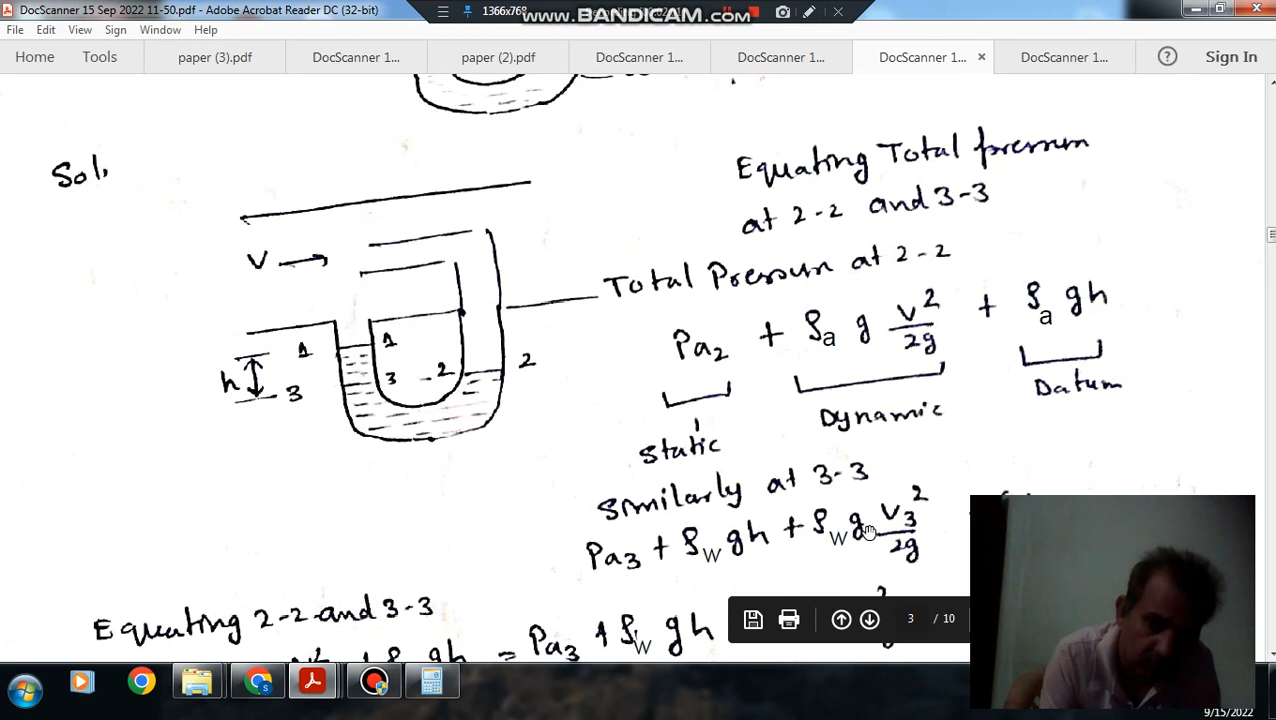 DocScanner 15 Sep 2022 11-50.pdf - Adobe Acrobat Reader DC (32-bit)
1366x768
www.BANDICAM.com
File Edit View Sign Window Help
Home Tools paper (3).pdf DocScanner 1... paper (2).pdf DocScanner 1... DocScanner 1... DocScanner 1... × DocScanner 1... ? Sign In
Sol.
Equating Total pressure
at 2-2 and 3-3
V →
Total Pressure at 2-2
Pa2 + ρa g v²/2g + ρa gh
Static
Dynamic
Datum
1 1
h 3 3 -2 2
Similarly at 3-3
Pa3 + ρw gh + ρw g v3²/2g
Equating 2-2 and 3-3
gh = Pa3 + ρw gh
3 / 10
9/15/2022